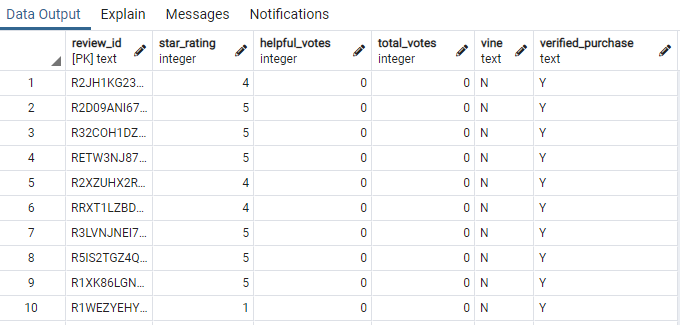 Data Output Explain Messages Notifications
review_id star_rating helpful_votes total_votes vine verified_purchase
[PK] text integer integer integer text text
1 R2JH1KG23... 4 0 0 N Y
2 R2D09ANI67... 5 0 0 N Y
3 R32COH1DZ... 5 0 0 N Y
4 RETW3NJ87... 5 0 0 N Y
5 R2XZUHX2R... 4 0 0 N Y
6 RRXT1LZBD... 4 0 0 N Y
7 R3LVNJNEI7... 5 0 0 N Y
8 R5IS2TGZ4Q... 5 0 0 N Y
9 R1XK86LGN... 5 0 0 N Y
10 R1WEZYEHY... 1 0 0 N Y